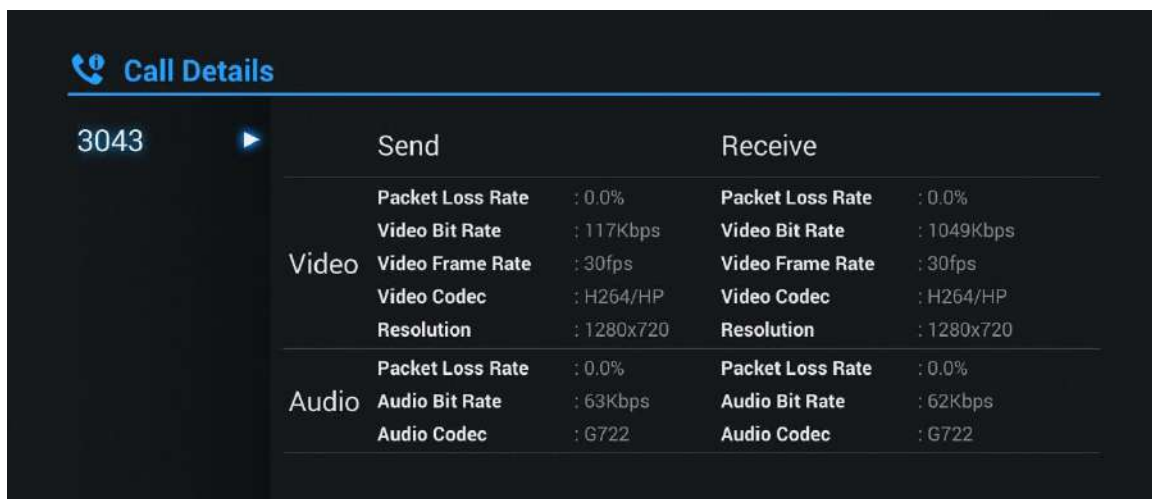 Call Details
3043
Send Receive
Packet Loss Rate : 0.0% Packet Loss Rate : 0.0%
Video Bit Rate : 117Kbps Video Bit Rate : 1049Kbps
Video Video Frame Rate : 30fps Video Frame Rate : 30fps
Video Codec : H264/HP Video Codec : H264/HP
Resolution : 1280x720 Resolution : 1280x720
Packet Loss Rate : 0.0% Packet Loss Rate : 0.0%
Audio Audio Bit Rate : 63Kbps Audio Bit Rate : 62Kbps
Audio Codec : G722 Audio Codec : G722